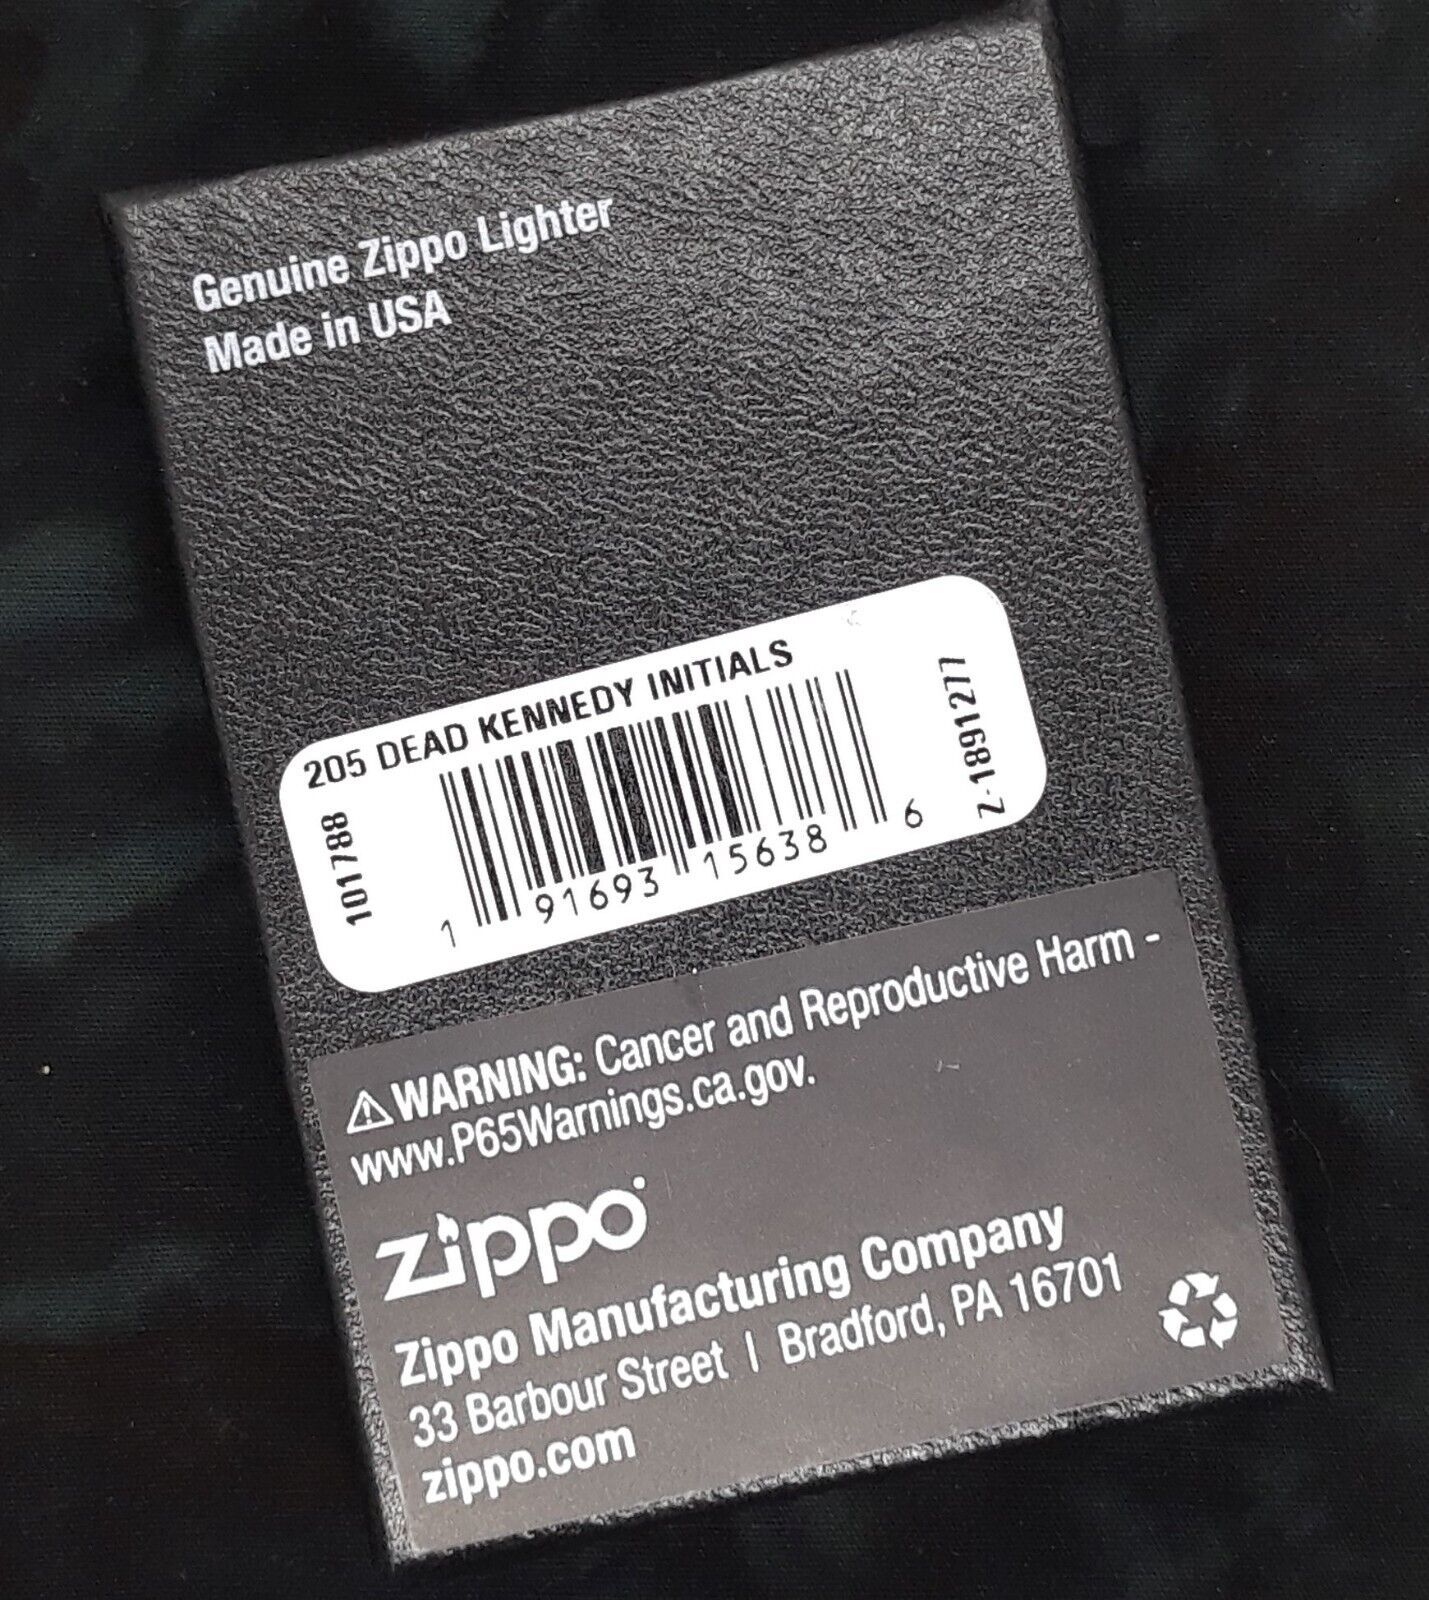 Genuine Zippo Lighter
Made in USA
205 DEAD KENNEDY INITIALS
101788
1 91693 15638 6
Z-1891277
⚠WARNING: Cancer and Reproductive Harm -
www.P65Warnings.ca.gov.
zippo
Zippo Manufacturing Company
33 Barbour Street | Bradford, PA 16701
zippo.com